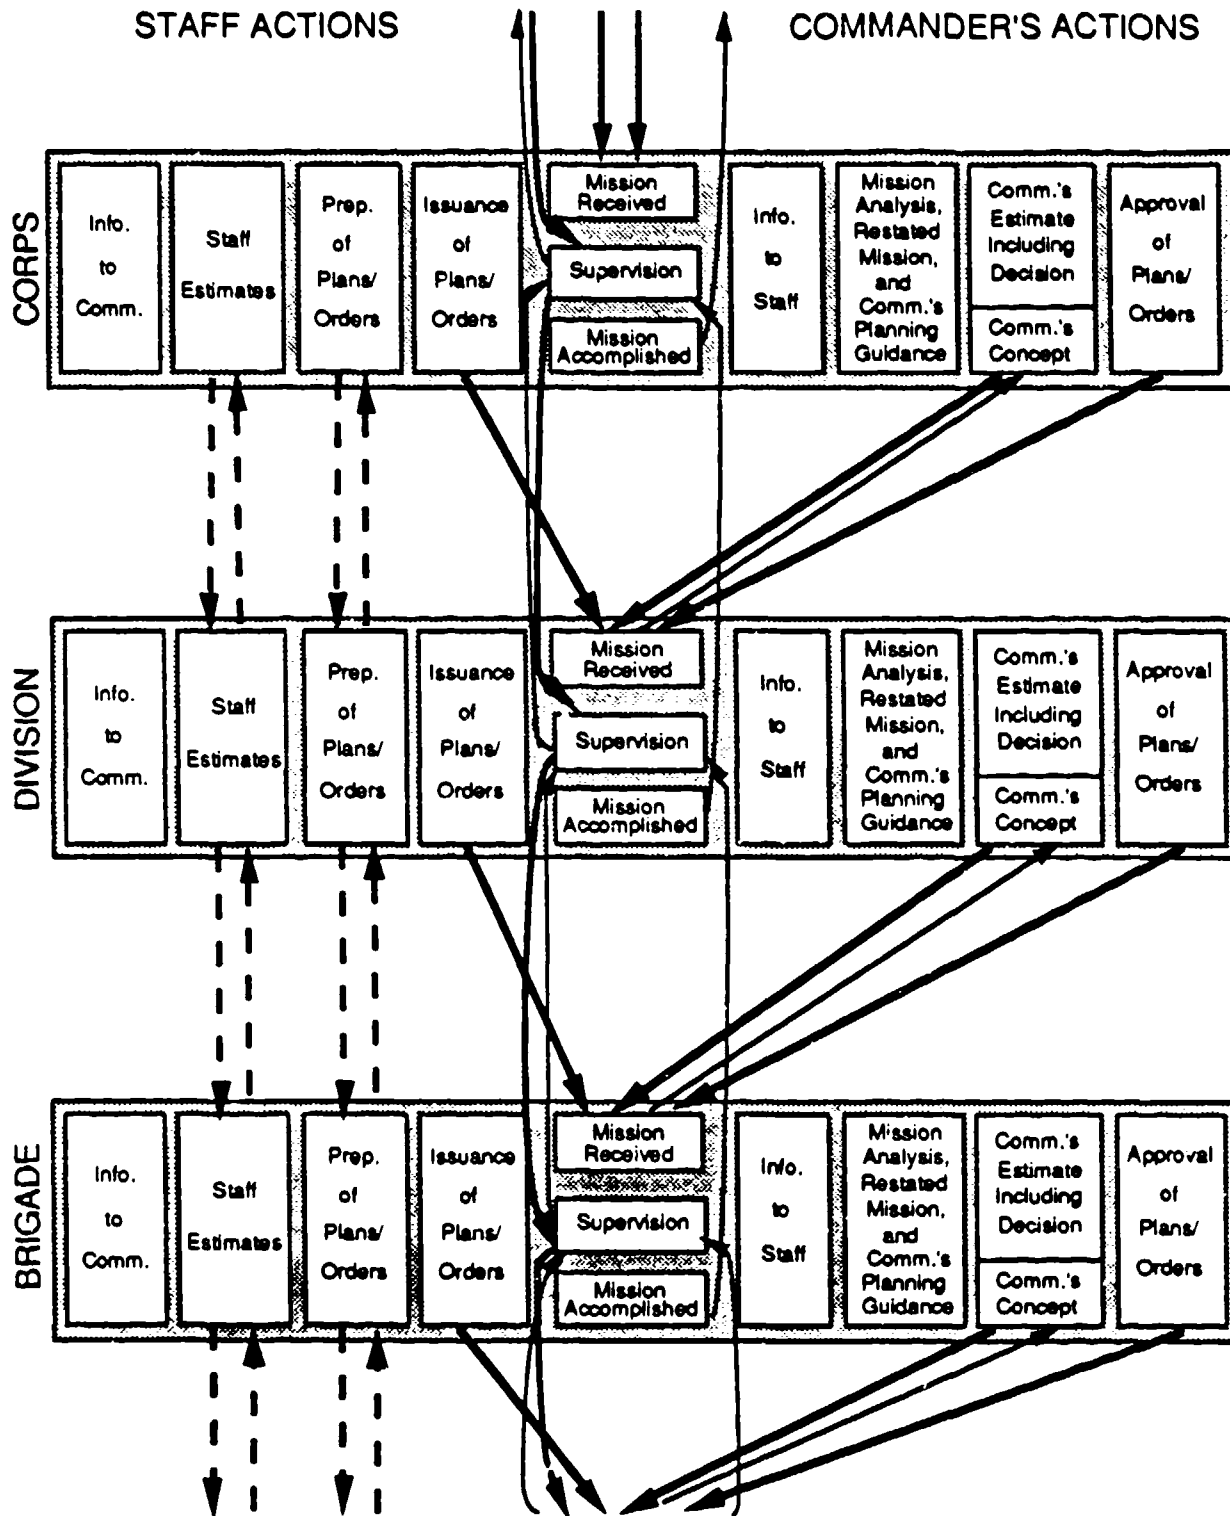 STAFF ACTIONS
COMMANDER'S ACTIONS
CORPS
Info.
to
Comm.
Staff
Estimates
Prep.
of
Plans/
Orders
Issuance
of
Plans/
Orders
Mission
Received
Supervision
Mission
Accomplished
Info.
to
Staff
Mission
Analysis,
Restated
Mission,
and
Comm.'s
Planning
Guidance
Comm.'s
Estimate
Including
Decision
Comm.'s
Concept
Approval
of
Plans/
Orders
DIVISION
Info.
to
Comm.
Staff
Estimates
Prep.
of
Plans/
Orders
Issuance
of
Plans/
Orders
Mission
Received
Supervision
Mission
Accomplished
Info.
to
Staff
Mission
Analysis,
Restated
Mission,
and
Comm.'s
Planning
Guidance
Comm.'s
Estimate
Including
Decision
Comm.'s
Concept
Approval
of
Plans/
Orders
BRIGADE
Info.
to
Comm.
Staff
Estimates
Prep.
of
Plans/
Orders
Issuance
of
Plans/
Orders
Mission
Received
Supervision
Mission
Accomplished
Info.
to
Staff
Mission
Analysis,
Restated
Mission,
and
Comm.'s
Planning
Guidance
Comm.'s
Estimate
Including
Decision
Comm.'s
Concept
Approval
of
Plans/
Orders